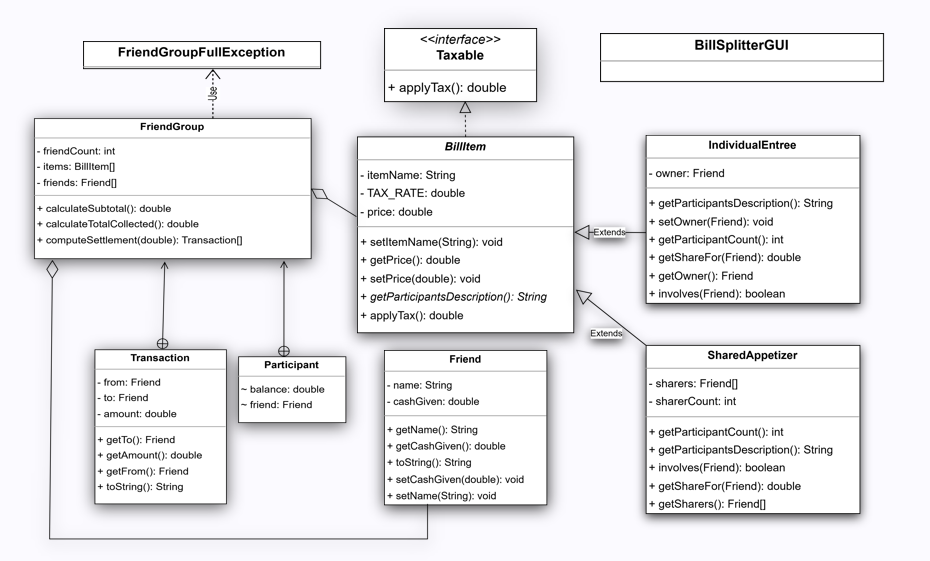 FriendGroupFullException
<<interface>>
Taxable
+ applyTax(): double
BillSplitterGUI
Use
FriendGroup
- friendCount: int
- items: BillItem[]
- friends: Friend[]
+ calculateSubtotal(): double
+ calculateTotalCollected(): double
+ computeSettlement(double): Transaction[]
BillItem
- itemName: String
- TAX_RATE: double
- price: double
+ setItemName(String): void
+ getPrice(): double
+ setPrice(double): void
+ getParticipantsDescription(): String
+ applyTax(): double
Extends
IndividualEntree
- owner: Friend
+ getParticipantsDescription(): String
+ setOwner(Friend): void
+ getParticipantCount(): int
+ getShareFor(Friend): double
+ getOwner(): Friend
+ involves(Friend): boolean
Extends
Transaction
- from: Friend
- to: Friend
- amount: double
+ getTo(): Friend
+ getAmount(): double
+ getFrom(): Friend
+ toString(): String
Participant
~ balance: double
~ friend: Friend
Friend
- name: String
- cashGiven: double
+ getName(): String
+ getCashGiven(): double
+ toString(): String
+ setCashGiven(double): void
+ setName(String): void
SharedAppetizer
- sharers: Friend[]
- sharerCount: int
+ getParticipantCount(): int
+ getParticipantsDescription(): String
+ involves(Friend): boolean
+ getShareFor(Friend): double
+ getSharers(): Friend[]